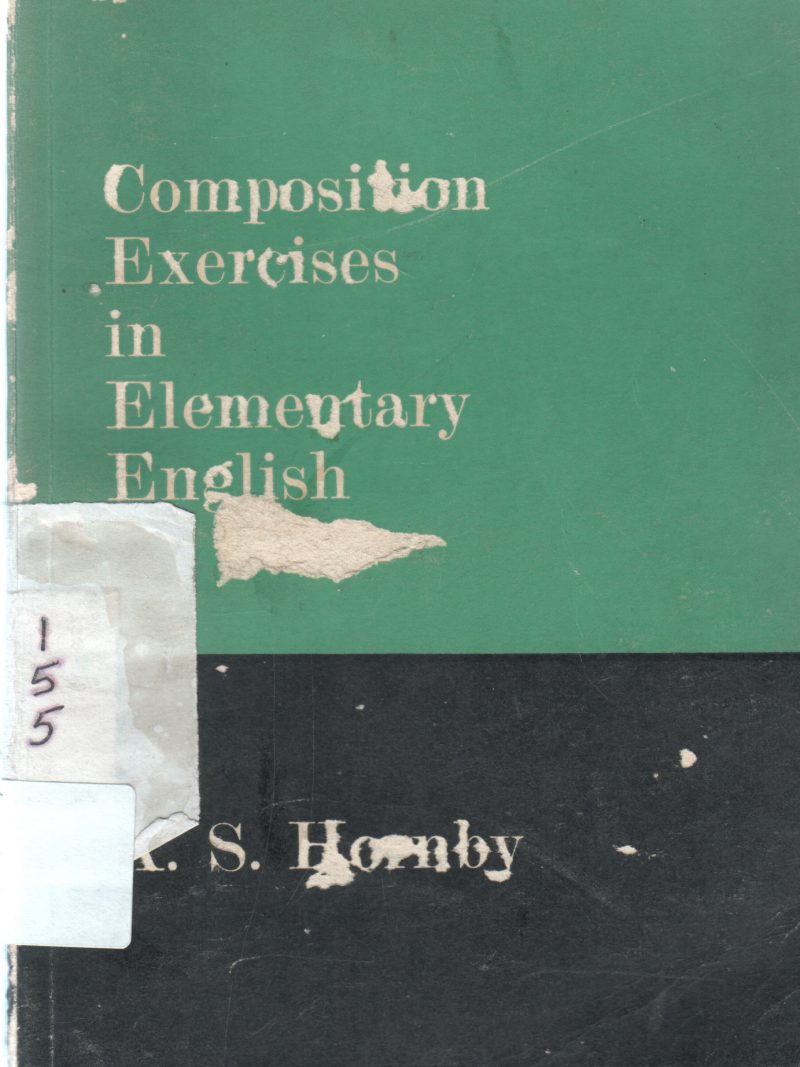 Composition
Exercises
in
Elementary
English
155
A. S. Hornby